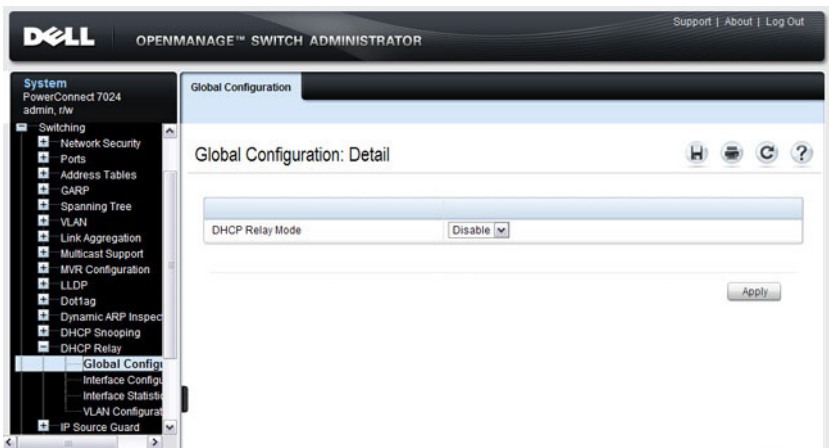 Support | About | Log Out
DELL OPENMANAGE™ SWITCH ADMINISTRATOR
System
PowerConnect 7024
admin, r/w
Switching
Network Security
Ports
Address Tables
GARP
Spanning Tree
VLAN
Link Aggregation
Multicast Support
MVR Configuration
LLDP
Dot1ag
Dynamic ARP Inspec
DHCP Snooping
DHCP Relay
Global Configu
Interface Configu
Interface Statistic
VLAN Configurat
IP Source Guard
Global Configuration
Global Configuration: Detail
DHCP Relay Mode Disable
Apply